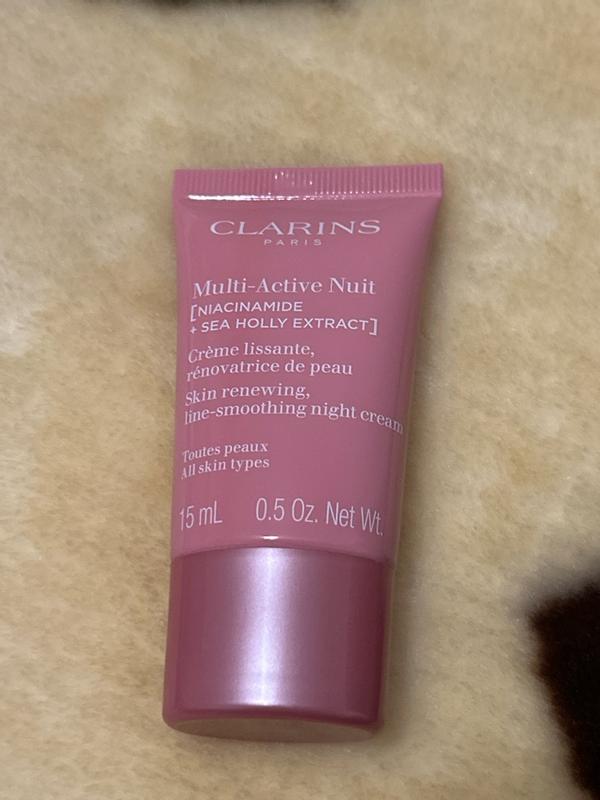 CLARINS
PARIS
Multi-Active Nuit
[NIACINAMIDE
+ SEA HOLLY EXTRACT]
Crème lissante,
rénovatrice de peau
Skin renewing,
line-smoothing night cream
Toutes peaux
All skin types
15 mL 0.5 Oz. Net Wt.